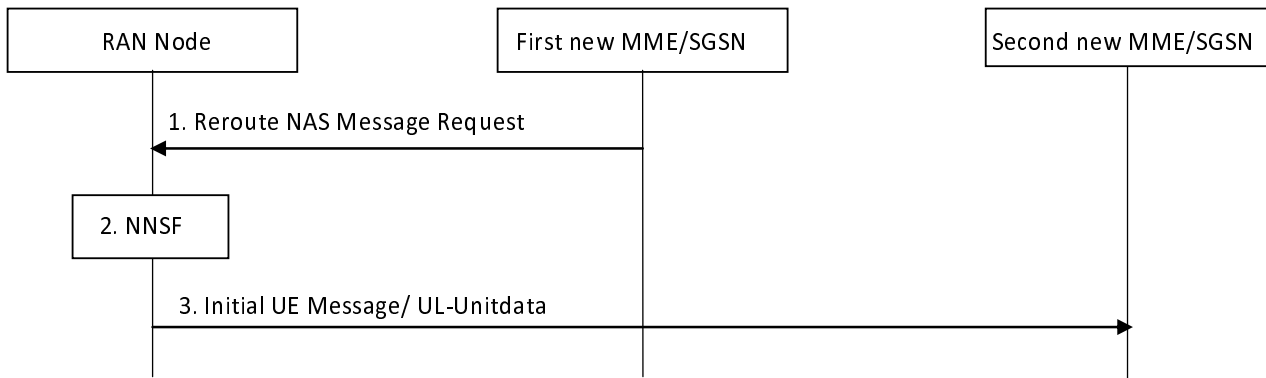 RAN Node
First new MME/SGSN
Second new MME/SGSN
1. Reroute NAS Message Request
2. NNSF
3. Initial UE Message/ UL-Unitdata